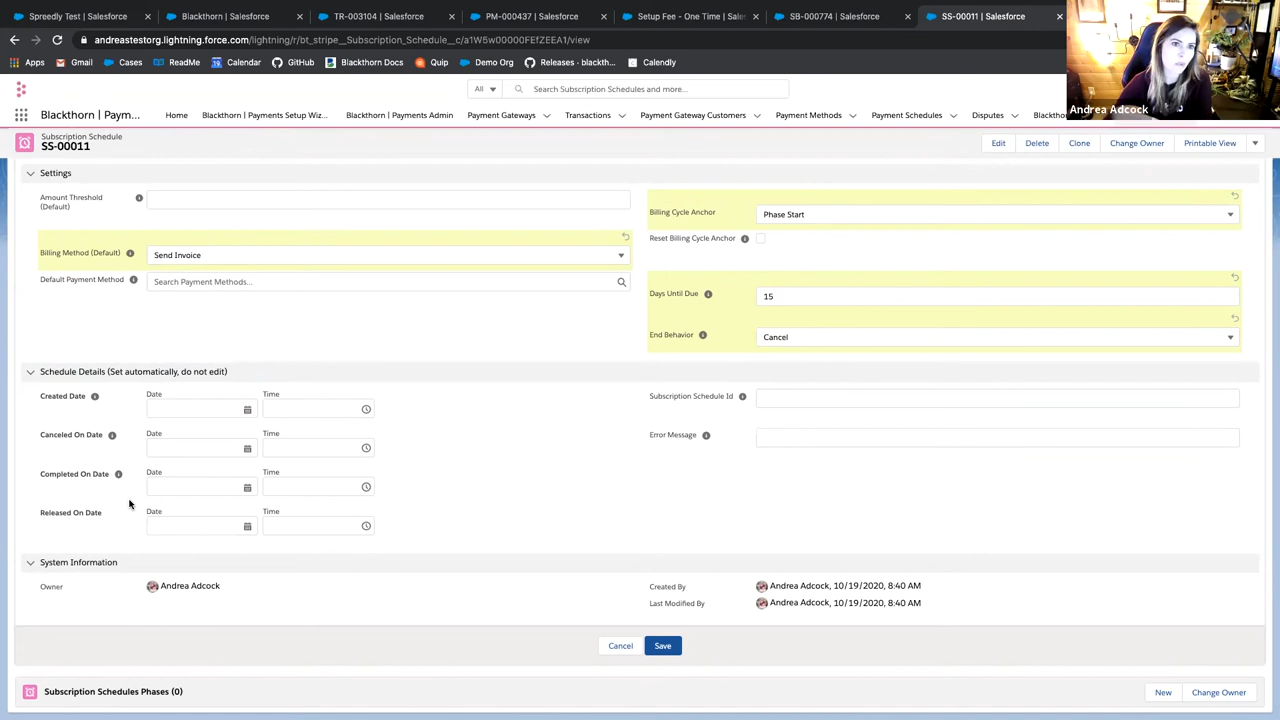 Spreedly Test | Salesforce
Blackthorn | Salesforce
TR-003104 | Salesforce
Salesforce
Setup Fee - One Time | Sales
SB-000774 | Salesforce
SS-00011 | Salesforce
andreastestorg.lightning.force.com/lightning/r/bt_stripe__Subscription_Schedule__c/a1W5w00000FEfZEEA1/view
Apps
Gmail
Cases
ReadMe
Calendar
GitHub
Blackthorn Docs
Quip
Demo Org
Releases · blackth...
Calendly
Andrea Adcock
All
Search Subscription Schedules and more...
Blackthorn | Paym...
Home
Blackthorn | Payments Setup Wiz...
Blackthorn | Payments Admin
Payment Gateways
Transactions
Payment Gateway Customers
Payment Methods
Payment Schedules
Disputes
Subscription Schedule
SS-00011
Edit
Delete
Clone
Change Owner
Printable View
Settings
Amount Threshold
(Default)
Billing Cycle Anchor
Phase Start
Reset Billing Cycle Anchor
Billing Method (Default)
Send Invoice
Default Payment Method
Search Payment Methods...
Days Until Due
15
End Behavior
Cancel
Schedule Details (Set automatically, do not edit)
Created Date
Date
Time
Subscription Schedule Id
Canceled On Date
Date
Time
Error Message
Completed On Date
Date
Time
Released On Date
Date
Time
System Information
Owner
Andrea Adcock
Created By
Andrea Adcock, 10/19/2020, 8:40 AM
Last Modified By
Andrea Adcock, 10/19/2020, 8:40 AM
Cancel
Save
Subscription Schedules Phases (0)
New
Change Owner